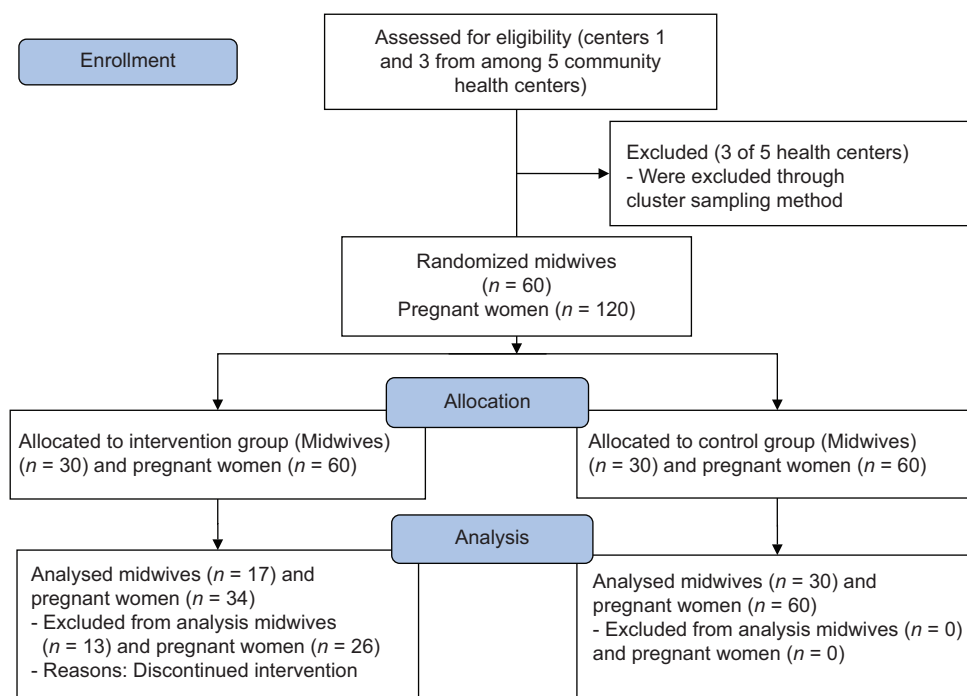 Enrollment
Assessed for eligibility (centers 1
and 3 from among 5 community
health centers)
Excluded (3 of 5 health centers)
- Were excluded through
cluster sampling method
Randomized midwives
(n = 60)
Pregnant women (n = 120)
Allocation
Allocated to intervention group (Midwives)
(n = 30) and pregnant women (n = 60)
Allocated to control group (Midwives)
(n = 30) and pregnant women (n = 60)
Analysis
Analysed midwives (n = 17) and
pregnant women (n = 34)
- Excluded from analysis midwives
(n = 13) and pregnant women (n = 26)
- Reasons: Discontinued intervention
Analysed midwives (n = 30) and
pregnant women (n = 60)
- Excluded from analysis midwives (n = 0)
and pregnant women (n = 0)